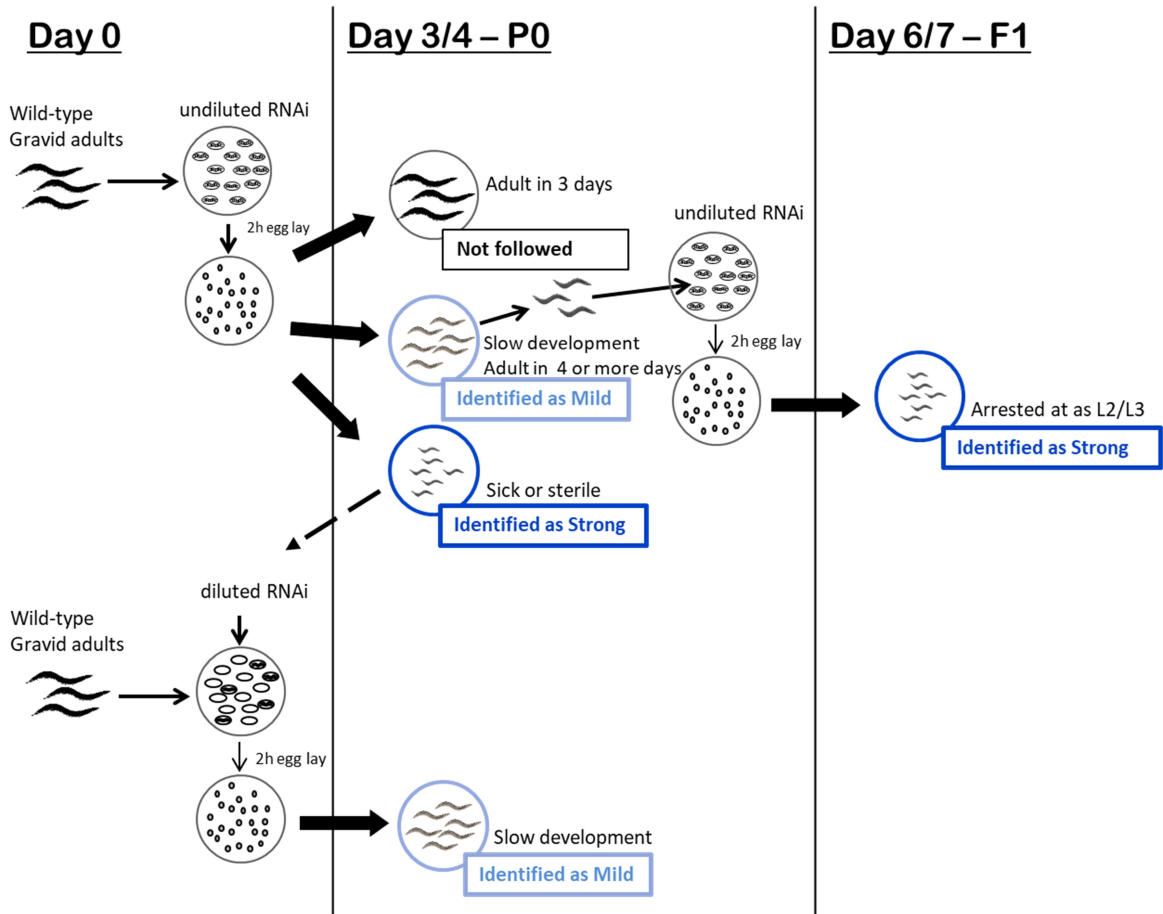 Day 0
Day 3/4 – P0
Day 6/7 – F1
Wild-type
Gravid adults
undiluted RNAi
2h egg lay
Adult in 3 days
Not followed
undiluted RNAi
Slow development
Adult in 4 or more days
Identified as Mild
2h egg lay
Arrested at as L2/L3
Identified as Strong
Sick or sterile
Identified as Strong
diluted RNAi
Wild-type
Gravid adults
2h egg lay
Slow development
Identified as Mild